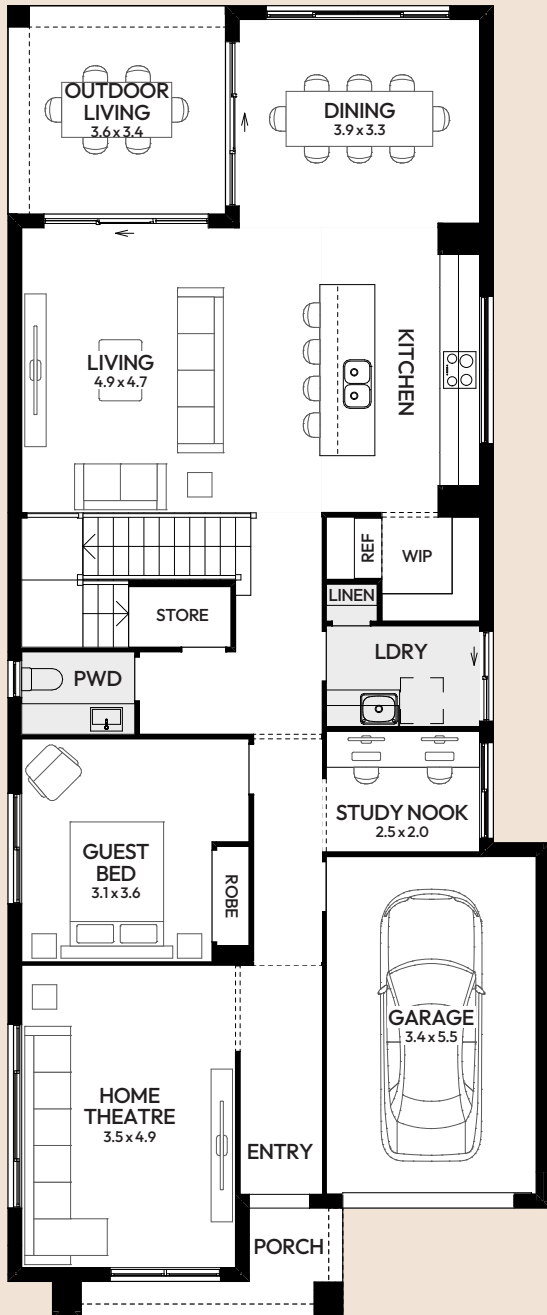 OUTDOOR
LIVING
3.6 x 3.4
DINING
3.9 x 3.3
LIVING
4.9 x 4.7
KITCHEN
REF
WIP
LINEN
STORE
LDRY
PWD
STUDY NOOK
2.5 x 2.0
GUEST
BED
3.1 x 3.6
ROBE
GARAGE
3.4 x 5.5
HOME
THEATRE
3.5 x 4.9
ENTRY
PORCH